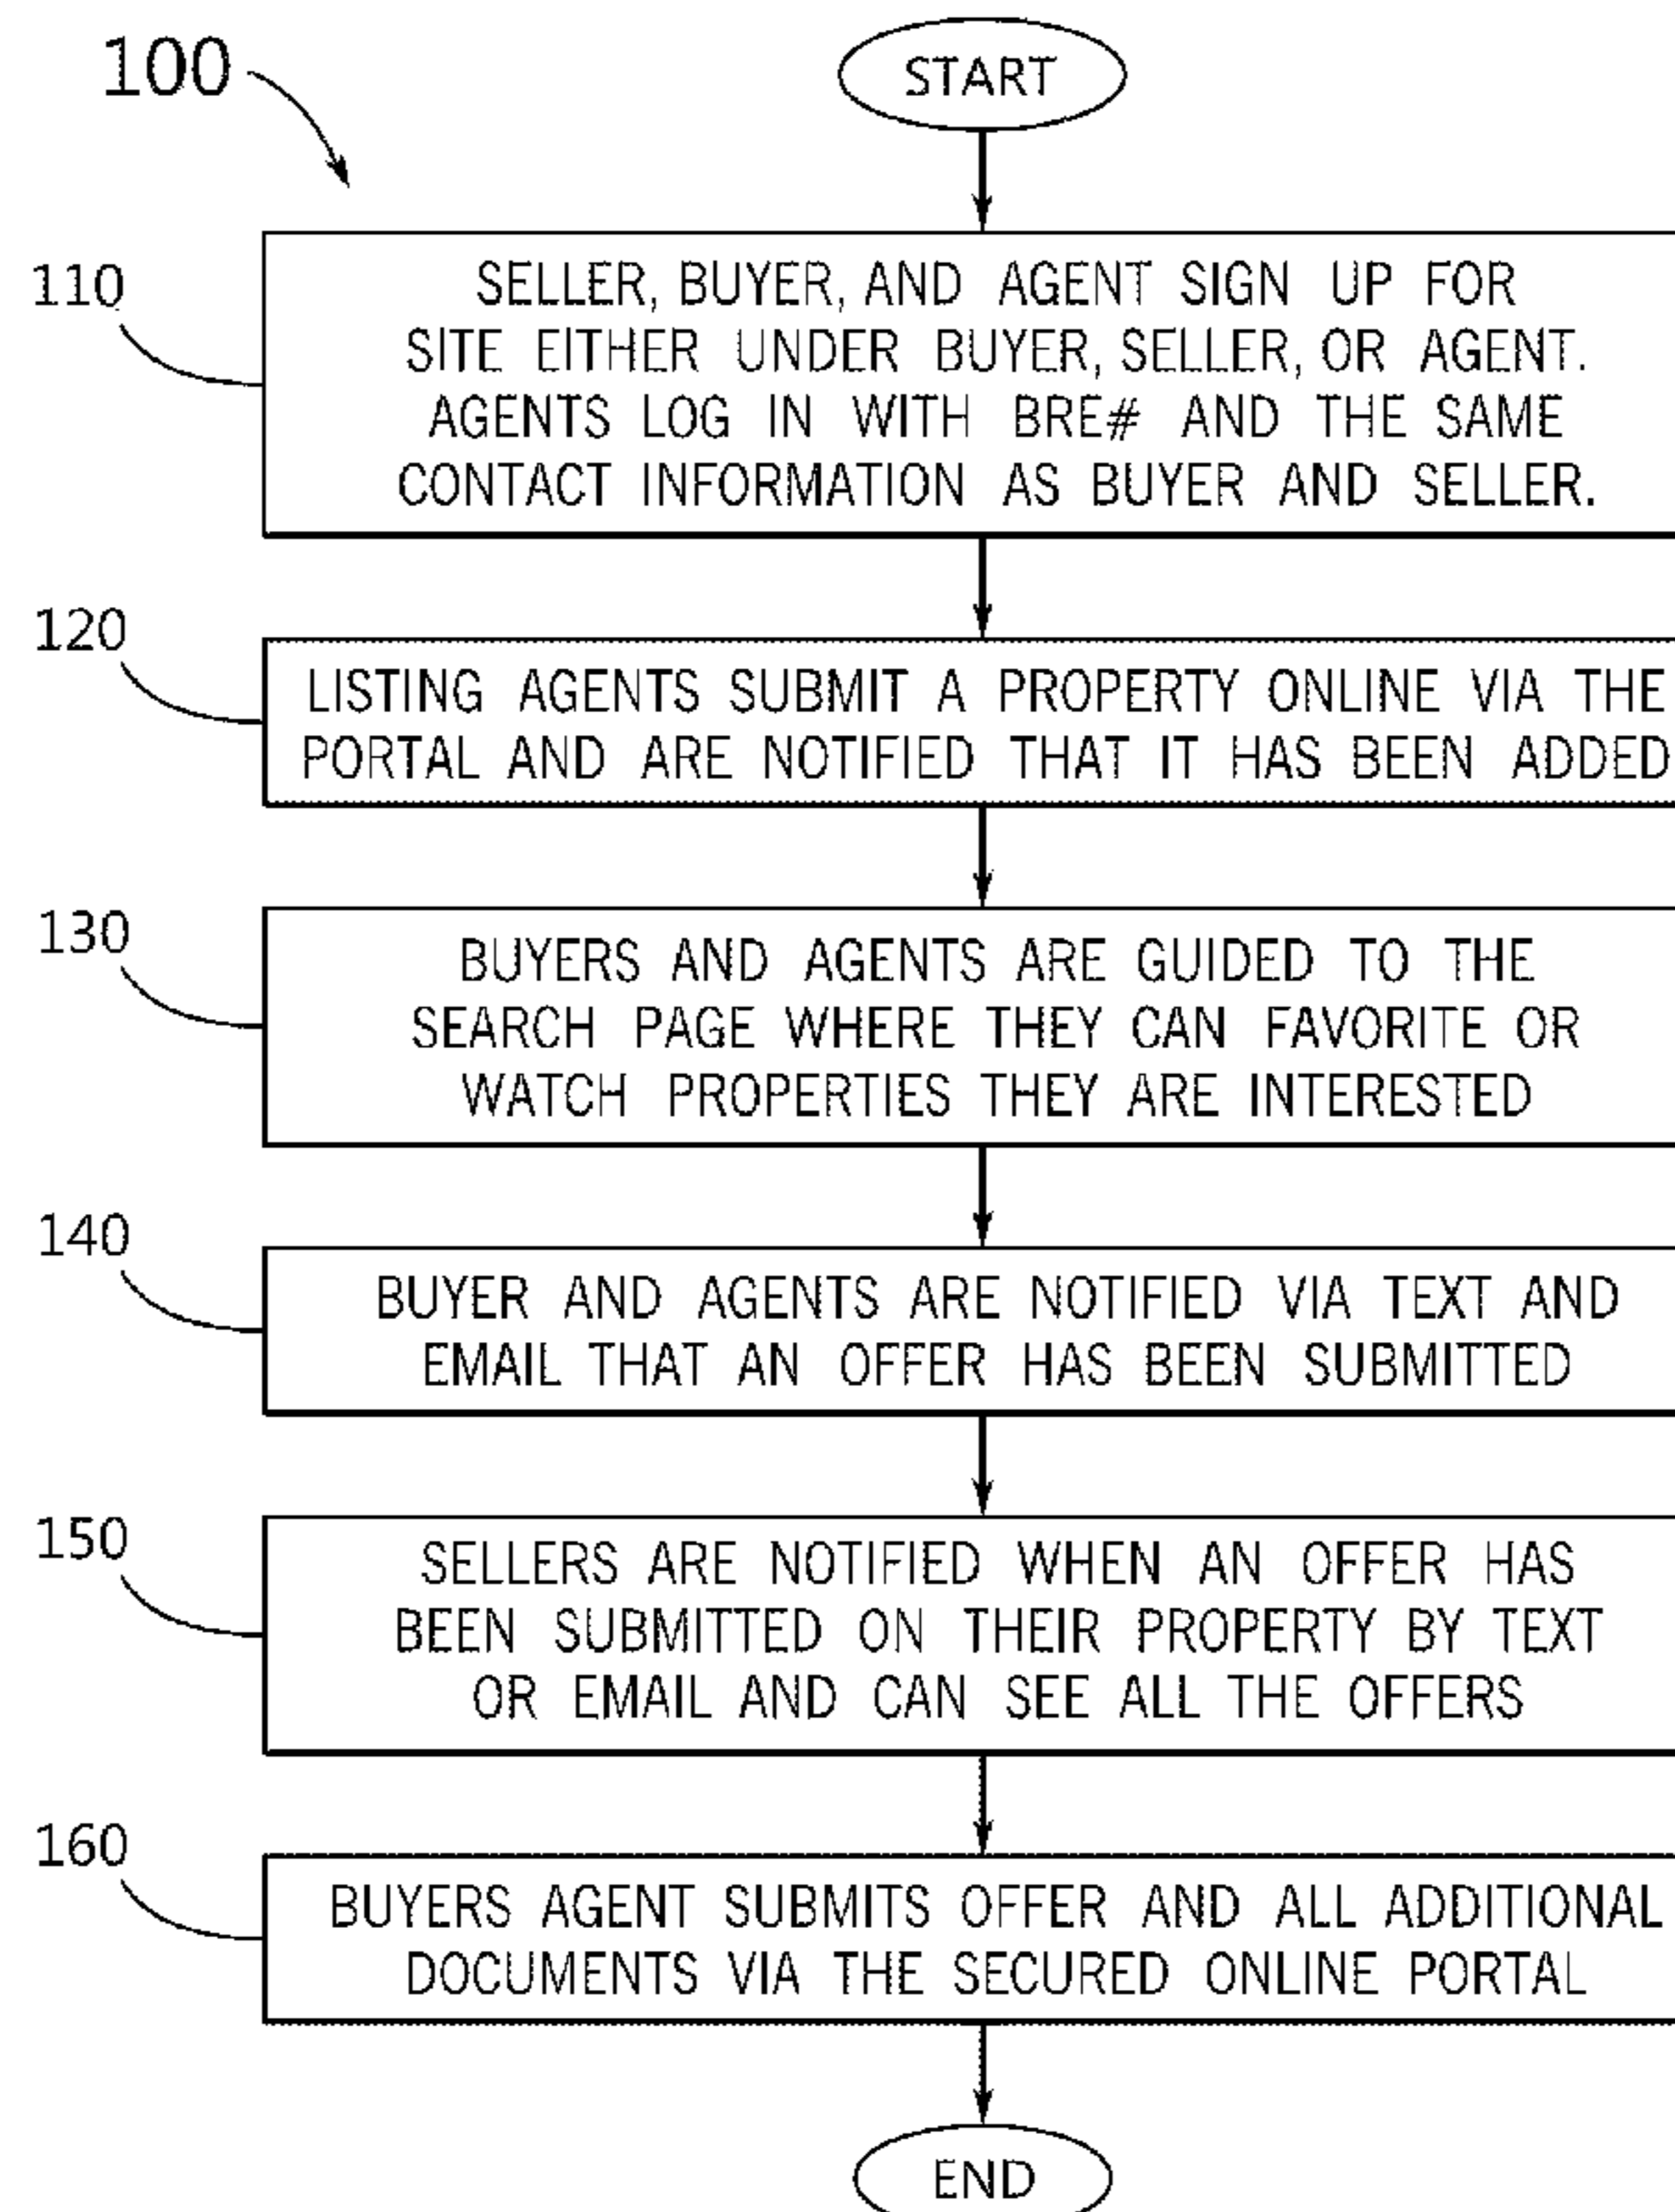 100
START
110
SELLER, BUYER, AND AGENT SIGN UP FOR
SITE EITHER UNDER BUYER, SELLER, OR AGENT.
AGENTS LOG IN WITH BRE# AND THE SAME
CONTACT INFORMATION AS BUYER AND SELLER.
120
LISTING AGENTS SUBMIT A PROPERTY ONLINE VIA THE
PORTAL AND ARE NOTIFIED THAT IT HAS BEEN ADDED
130
BUYERS AND AGENTS ARE GUIDED TO THE
SEARCH PAGE WHERE THEY CAN FAVORITE OR
WATCH PROPERTIES THEY ARE INTERESTED
140
BUYER AND AGENTS ARE NOTIFIED VIA TEXT AND
EMAIL THAT AN OFFER HAS BEEN SUBMITTED
150
SELLERS ARE NOTIFIED WHEN AN OFFER HAS
BEEN SUBMITTED ON THEIR PROPERTY BY TEXT
OR EMAIL AND CAN SEE ALL THE OFFERS
160
BUYERS AGENT SUBMITS OFFER AND ALL ADDITIONAL
DOCUMENTS VIA THE SECURED ONLINE PORTAL
END